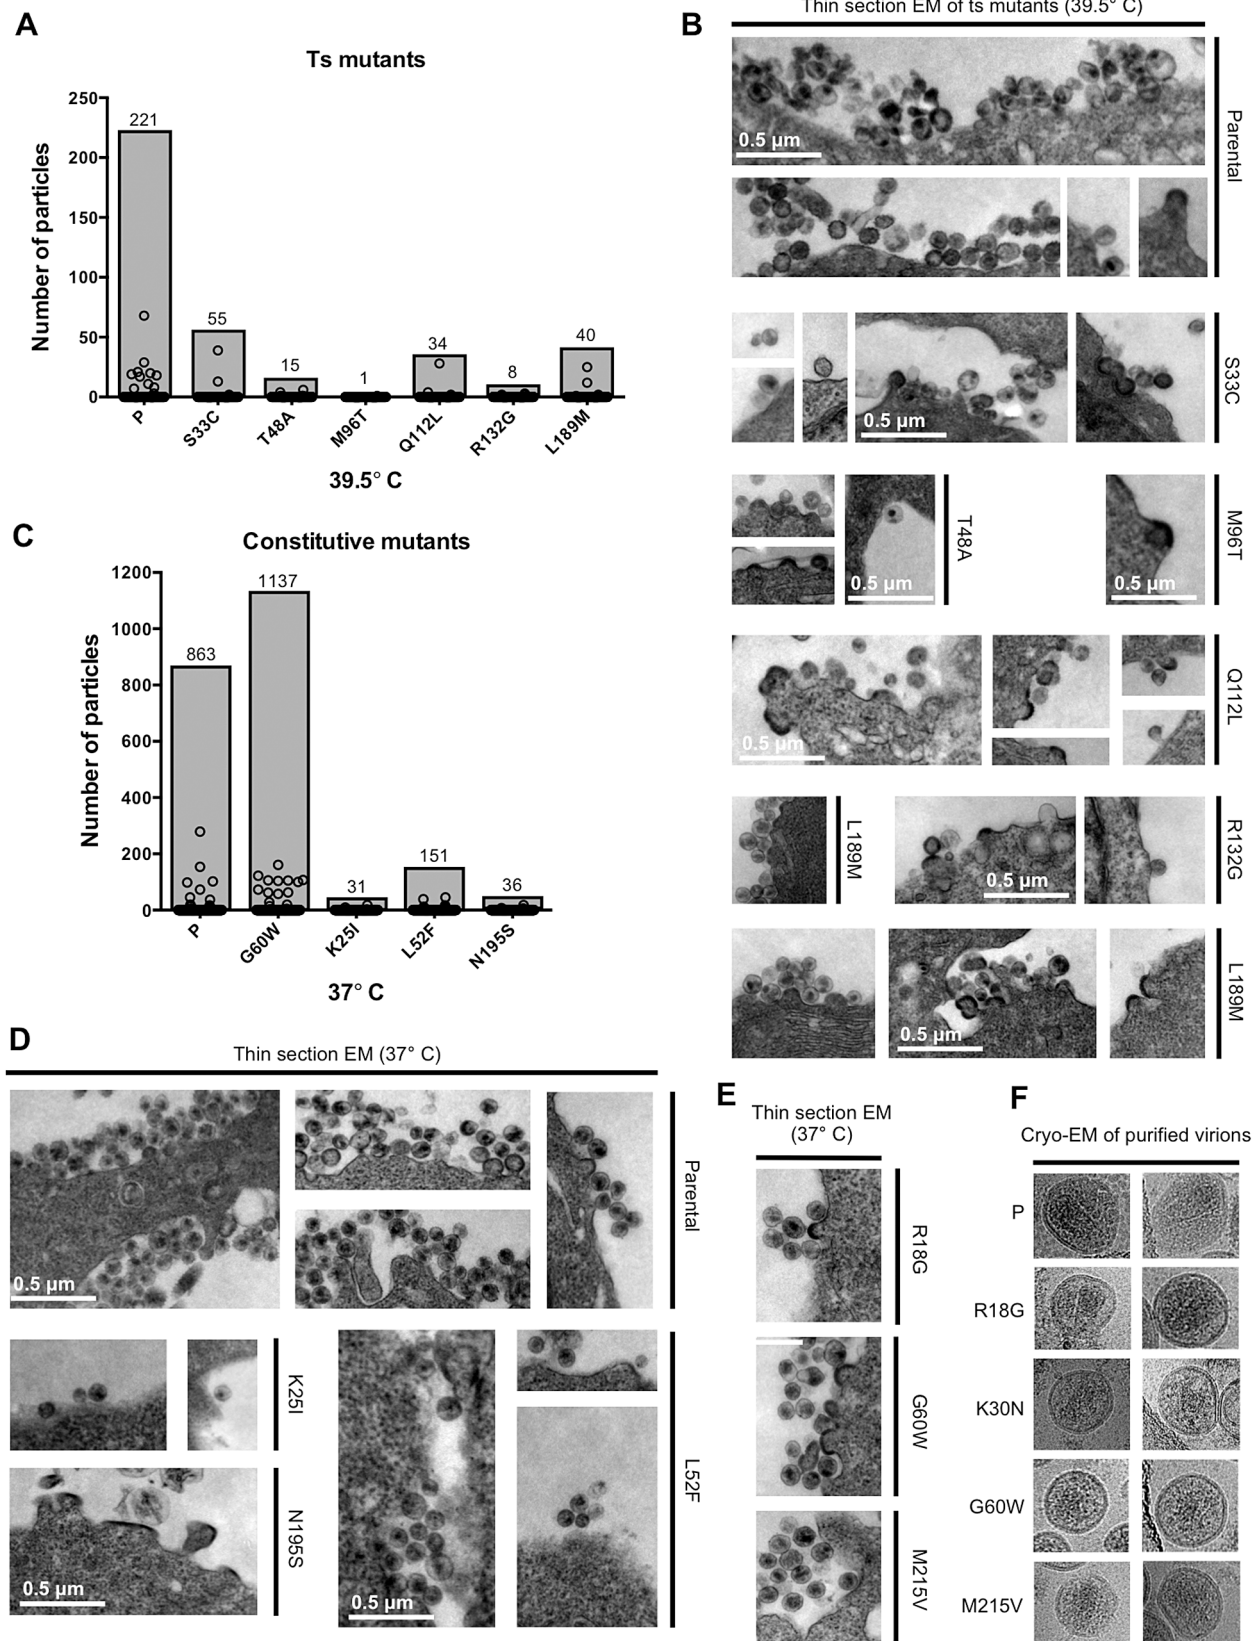 A
Ts mutants
Number of particles
250
200
150
100
50
0
221
55
15
1
34
8
40
P
S33C
T48A
M96T
Q112L
R132G
L189M
39.5° C
B
Thin section EM of ts mutants (39.5° C)
0.5 µm
Parental
0.5 µm
S33C
0.5 µm
T48A
0.5 µm
M96T
0.5 µm
Q112L
L189M
0.5 µm
R132G
0.5 µm
L189M
C
Constitutive mutants
Number of particles
1200
1000
800
600
400
200
0
863
1137
31
151
36
P
G60W
K25I
L52F
N195S
37° C
D
Thin section EM (37° C)
0.5 µm
Parental
K25I
0.5 µm
N195S
0.5 µm
L52F
E
Thin section EM
(37° C)
R18G
G60W
M215V
F
Cryo-EM of purified virions
P
R18G
K30N
G60W
M215V